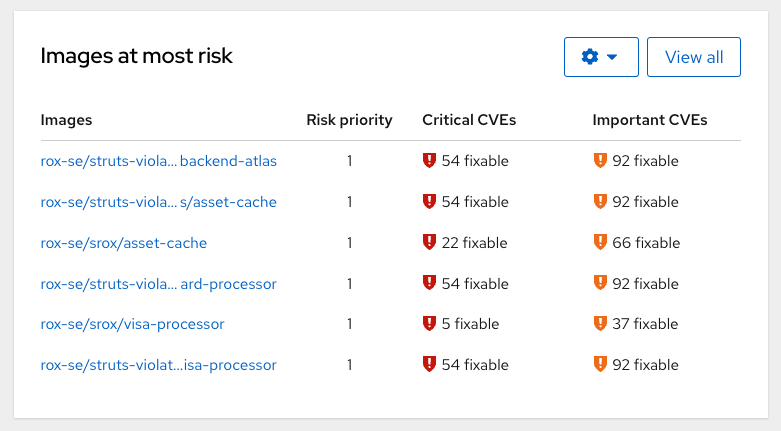 Images at most risk
View all
Images Risk priority Critical CVEs Important CVEs
rox-se/struts-viola... backend-atlas 1 54 fixable 92 fixable
rox-se/struts-viola... s/asset-cache 1 54 fixable 92 fixable
rox-se/srox/asset-cache 1 22 fixable 66 fixable
rox-se/struts-viola... ard-processor 1 54 fixable 92 fixable
rox-se/srox/visa-processor 1 5 fixable 37 fixable
rox-se/struts-violat...isa-processor 1 54 fixable 92 fixable